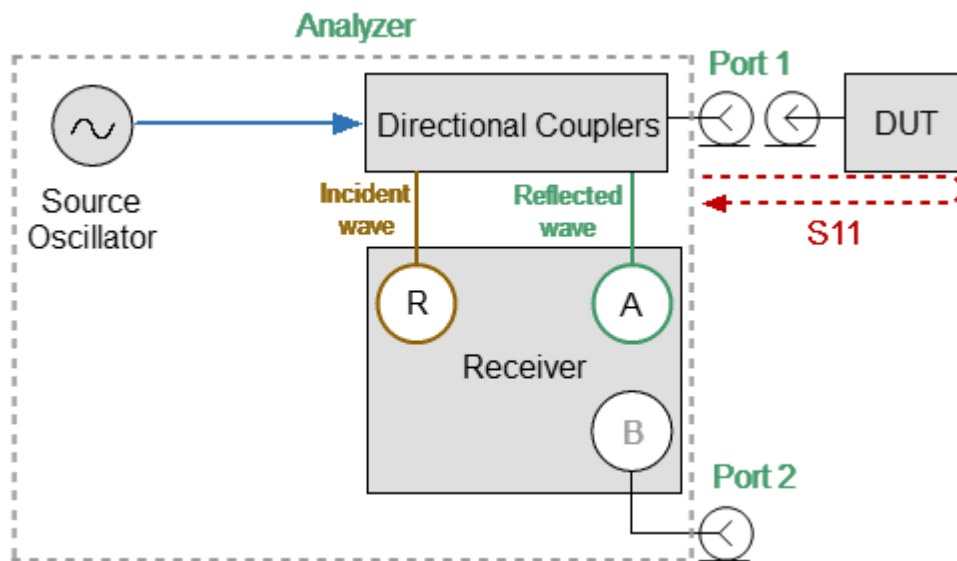 Analyzer
Port 1
Directional Couplers
DUT
Source
Oscillator
Incident
wave
Reflected
wave
S11
R
A
Receiver
B
Port 2